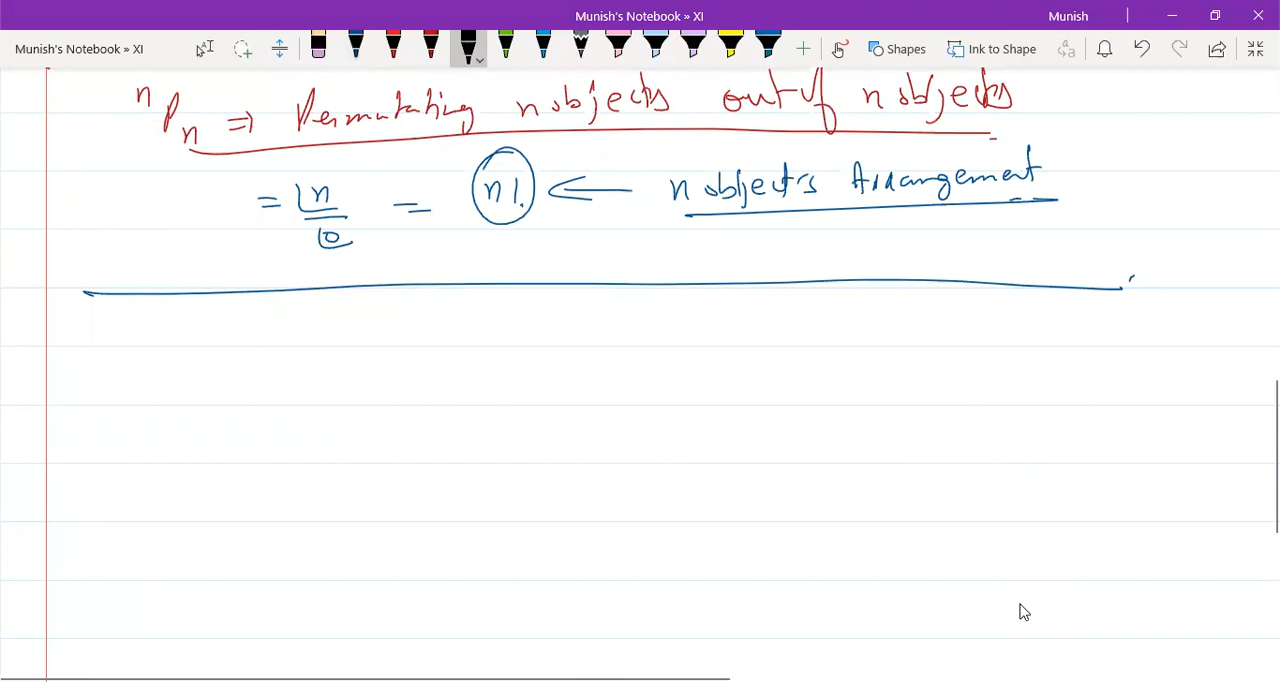 Munish's Notebook » XI
Munish
Munish's Notebook » XI
Shapes
Ink to Shape
ⁿPₙ ⇒ Permutating n objects out of n objects
= |n / |0 = n! ← n object's Arrangement